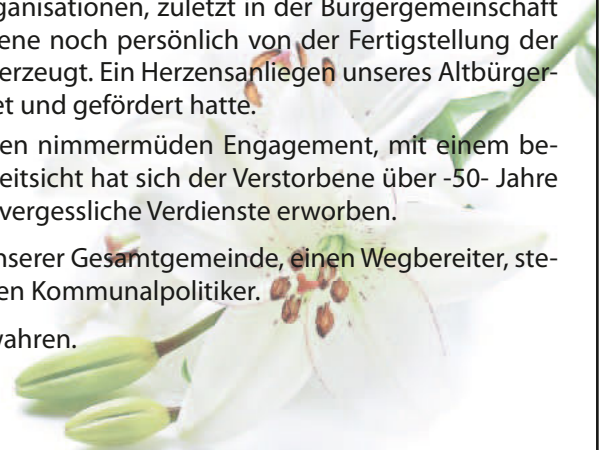 ganisationen, zuletzt in der Bürgergemeinschaft
ene noch persönlich von der Fertigstellung der
erzeugt. Ein Herzensanliegen unseres Altbürger-
et und gefördert hatte.
en nimmermüden Engagement, mit einem be-
eitsicht hat sich der Verstorbene über -50- Jahre
vergessliche Verdienste erworben.
nserer Gesamtgemeinde, einen Wegbereiter, ste-
en Kommunalpolitiker.
wahren.